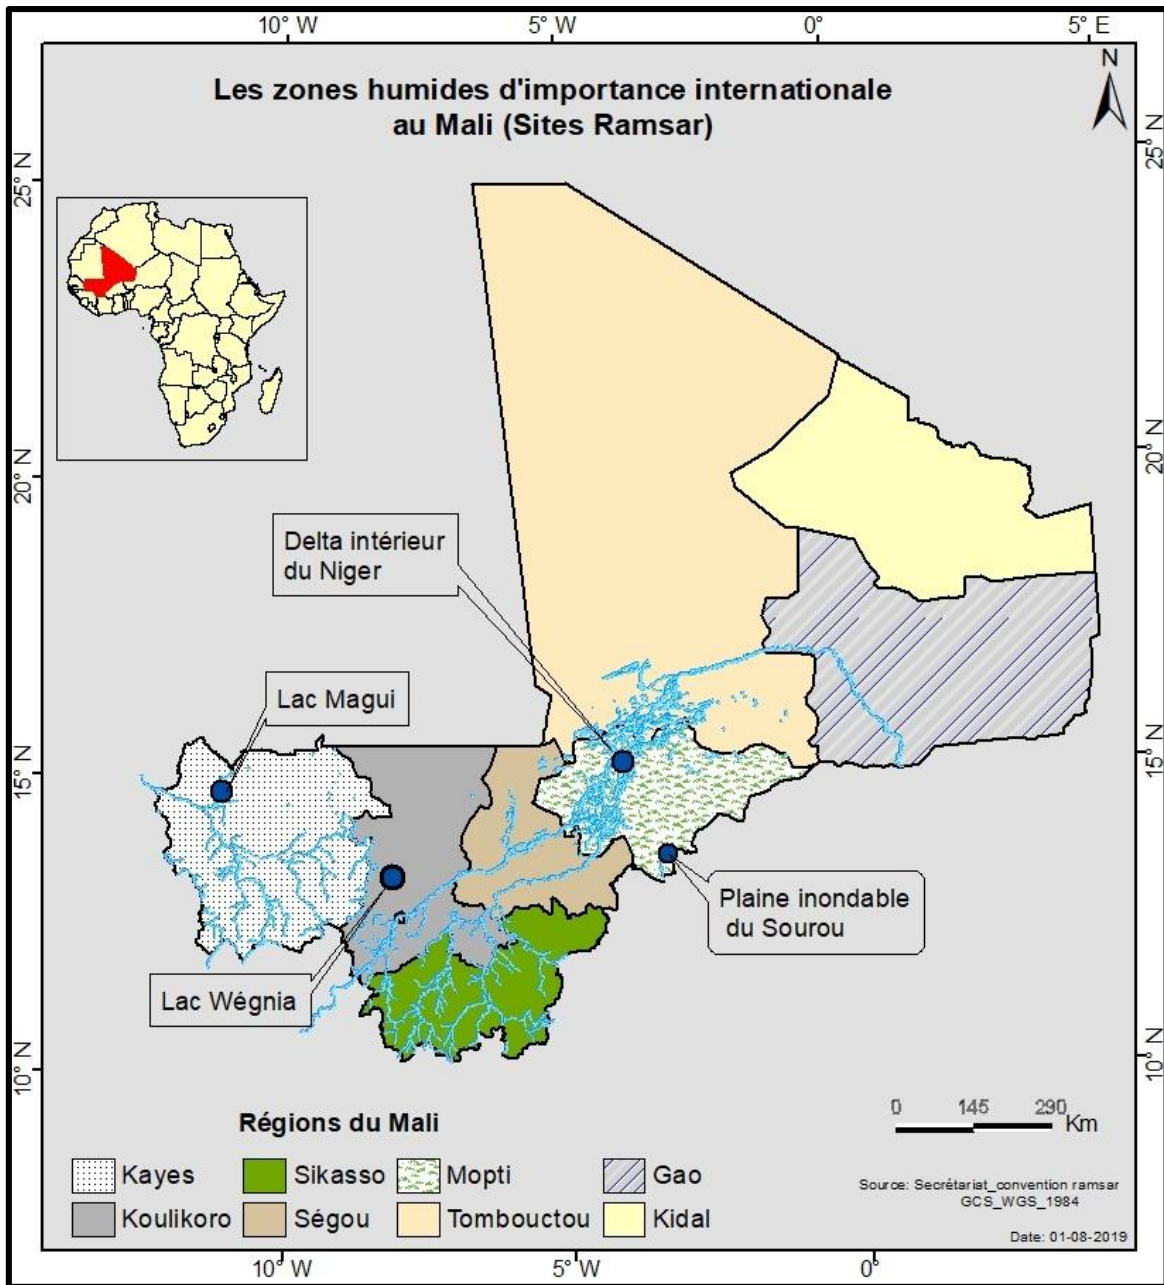 10° W
5° W
0°
5° E
N
Les zones humides d'importance internationale
au Mali (Sites Ramsar)
25° N
25° N
20° N
20° N
Delta intérieur
du Niger
Lac Magui
15° N
15° N
Plaine inondable
du Sourou
Lac Wégnia
10° N
10° N
0 145 290
Km
Régions du Mali
Kayes
Sikasso
Mopti
Gao
Koulikoro
Ségou
Tombouctou
Kidal
Source: Secrétariat_convention ramsar
GCS_WGS_1984
Date: 01-08-2019
10° W
5° W
0°